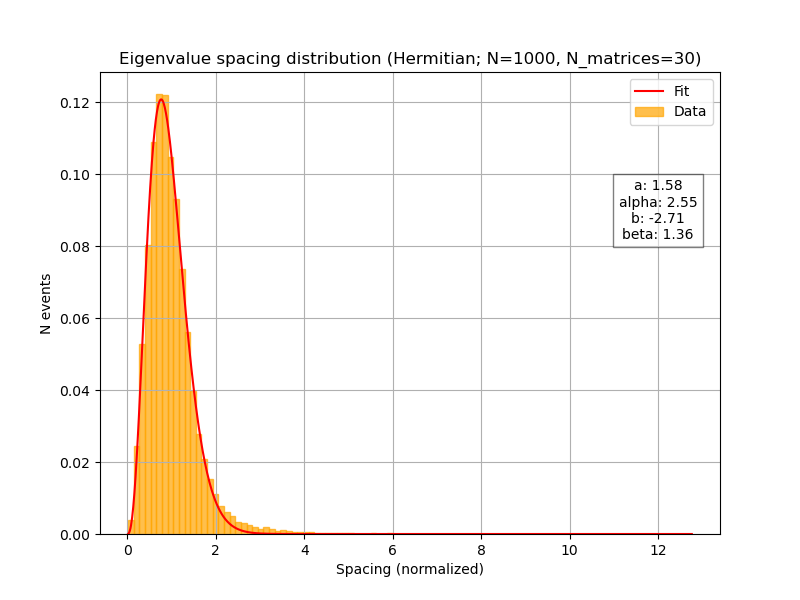 Eigenvalue spacing distribution (Hermitian; N=1000, N_matrices=30)
Fit
Data
a: 1.58
alpha: 2.55
b: -2.71
beta: 1.36
N events
0.12
0.10
0.08
0.06
0.04
0.02
0.00
0 2 4 6 8 10 12
Spacing (normalized)